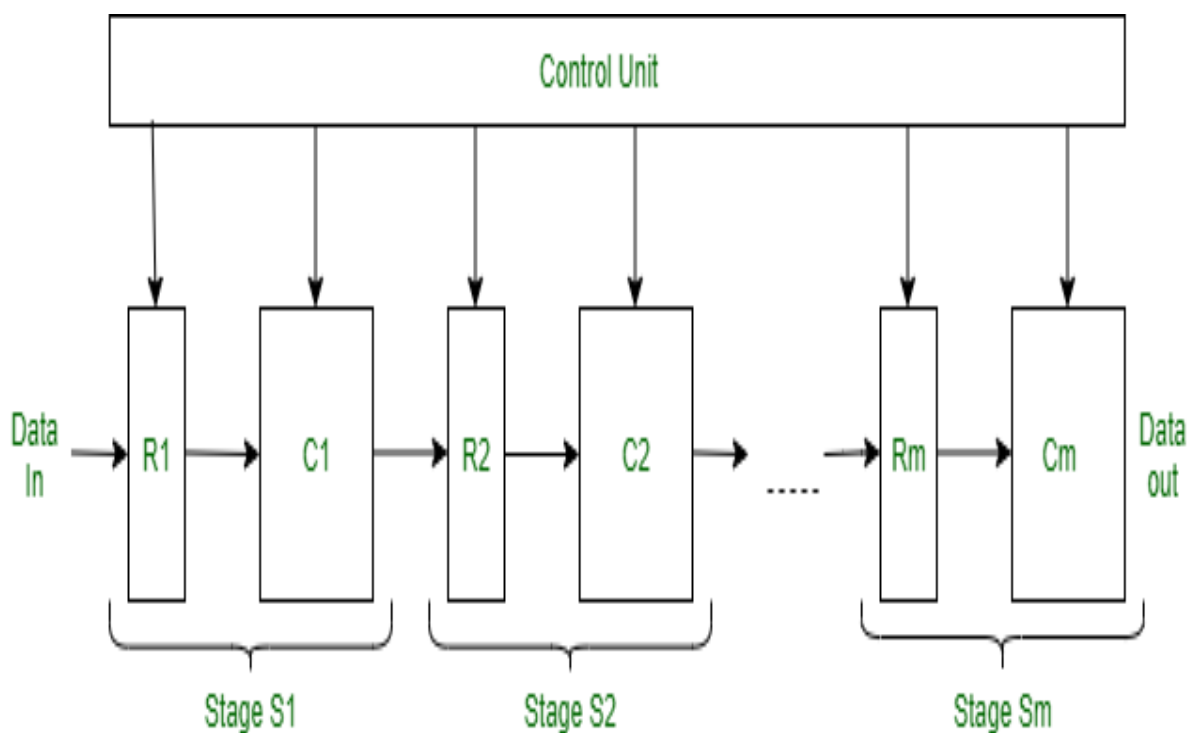 Control Unit
Data
In
R1
C1
R2
C2
.....
Rm
Cm
Data
out
Stage S1
Stage S2
Stage Sm